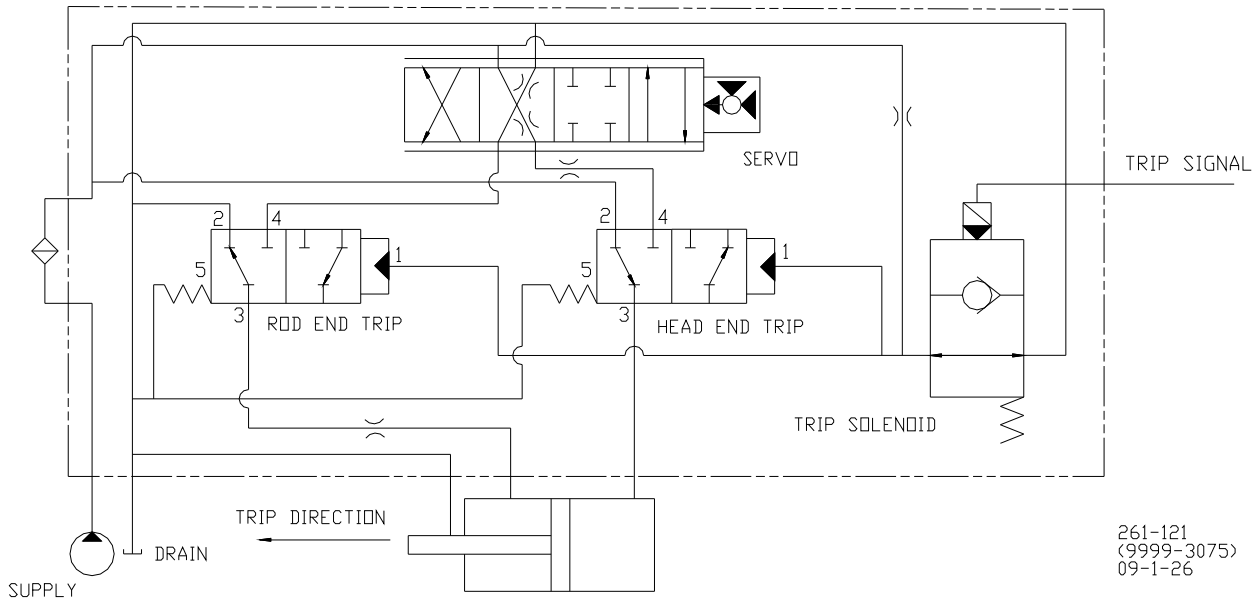 SERVO
TRIP SIGNAL
2
4
2
4
5
1
5
1
3
ROD END TRIP
3
HEAD END TRIP
TRIP SOLENOID
TRIP DIRECTION
DRAIN
SUPPLY
261-121
(9999-3075)
09-1-26